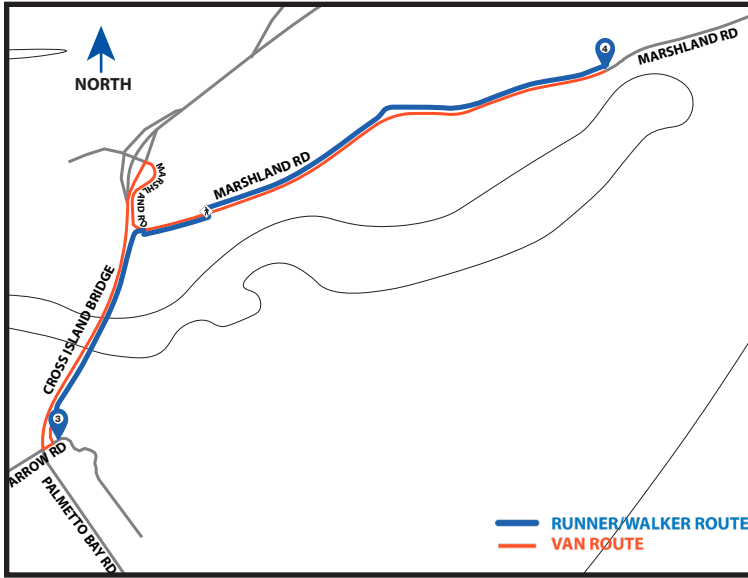 4
MARSHLAND RD
NORTH
MARSHLAND RD
MARSHLAND RD
CROSS ISLAND BRIDGE
3
ARROW RD
PALMETTO BAY RD
RUNNER/WALKER ROUTE
VAN ROUTE